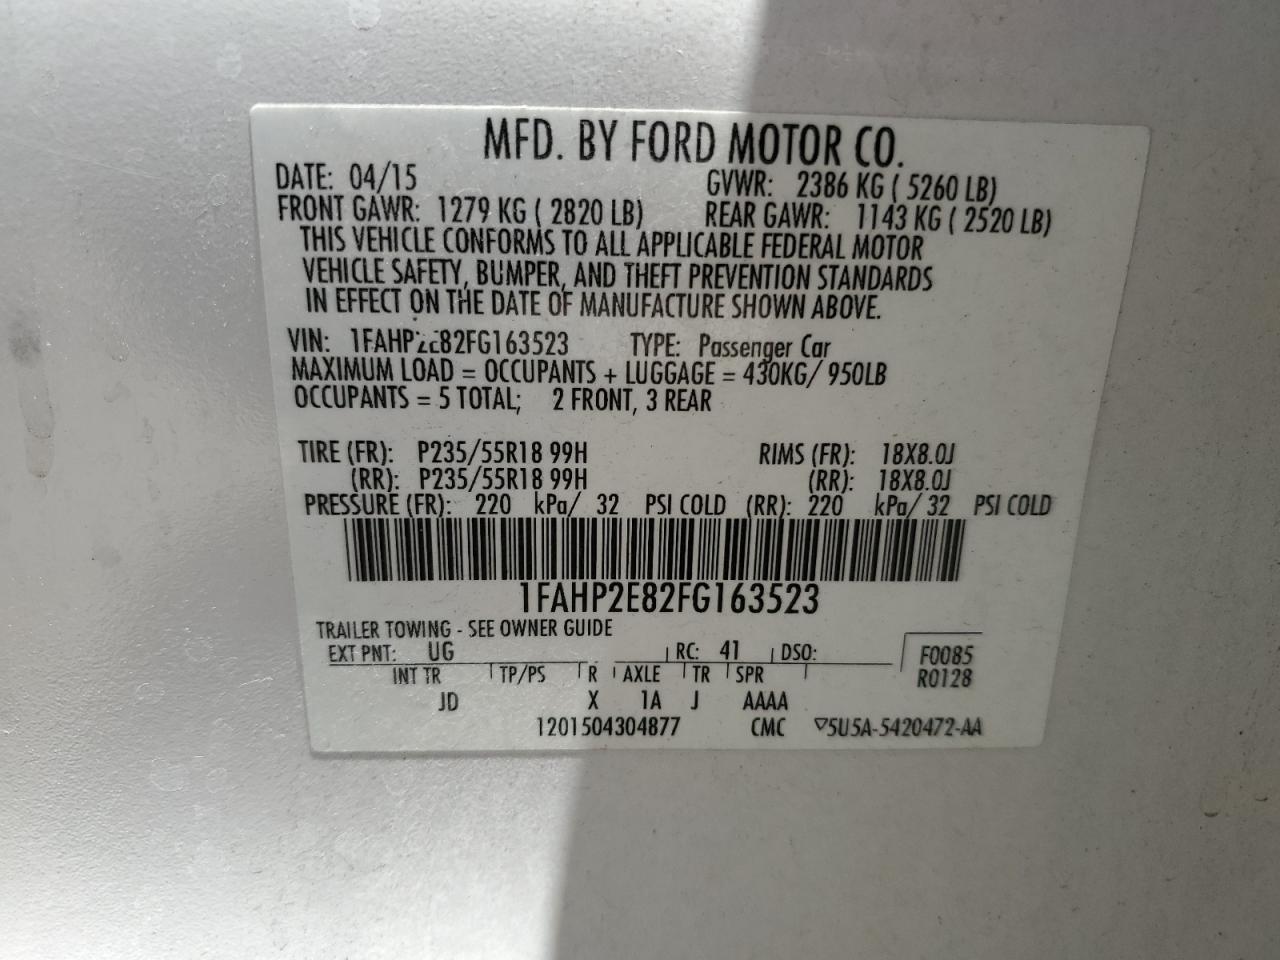 MFD. BY FORD MOTOR CO.
DATE: 04/15 GVWR: 2386 KG ( 5260 LB)
FRONT GAWR: 1279 KG ( 2820 LB) REAR GAWR: 1143 KG ( 2520 LB)
THIS VEHICLE CONFORMS TO ALL APPLICABLE FEDERAL MOTOR
VEHICLE SAFETY, BUMPER, AND THEFT PREVENTION STANDARDS
IN EFFECT ON THE DATE OF MANUFACTURE SHOWN ABOVE.
VIN: 1FAHP2E82FG163523 TYPE: Passenger Car
MAXIMUM LOAD = OCCUPANTS + LUGGAGE = 430KG/ 950LB
OCCUPANTS = 5 TOTAL; 2 FRONT, 3 REAR
TIRE (FR): P235/55R18 99H RIMS (FR): 18X8.0J
(RR): P235/55R18 99H (RR): 18X8.0J
PRESSURE (FR): 220 kPa/ 32 PSI COLD (RR): 220 kPa/ 32 PSI COLD
1FAHP2E82FG163523
TRAILER TOWING - SEE OWNER GUIDE
EXT PNT: UG RC: 41 DSO: F0085
INT TR TP/PS R AXLE TR SPR R0128
JD X 1A J AAAA
1201504304877 CMC ▽5U5A-5420472-AA